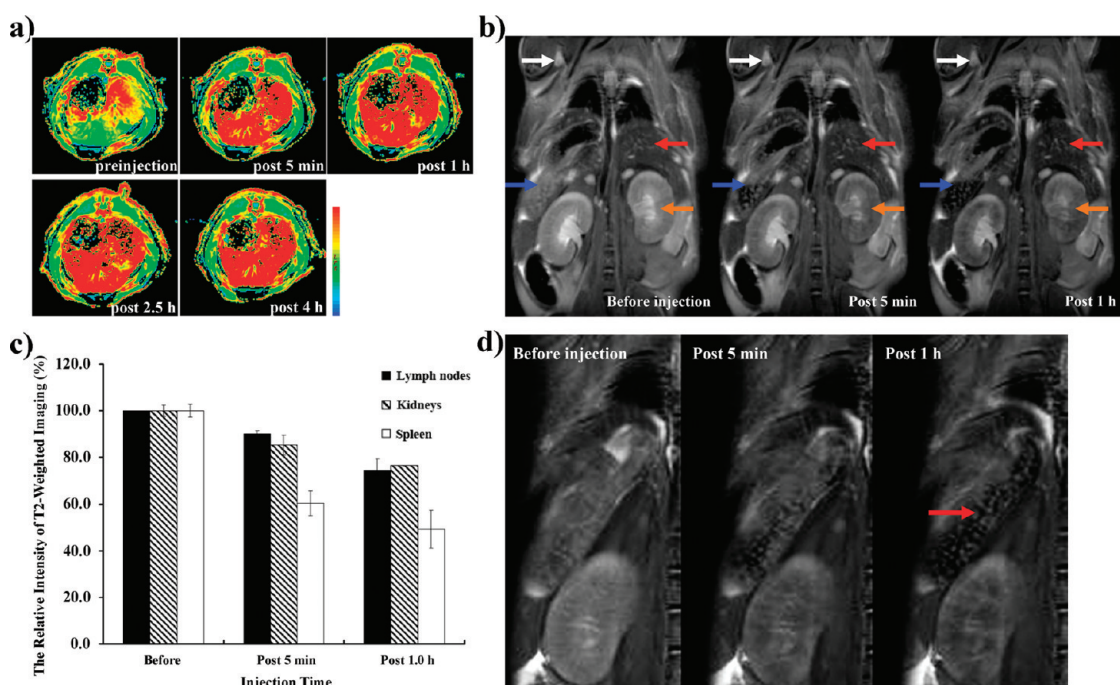 a)
preinjection
post 5 min
post 1 h
post 2.5 h
post 4 h
b)
Before injection
Post 5 min
Post 1 h
c)
The Relative Intensity of T2-Weighted Imaging (%)
120.0
100.0
80.0
60.0
40.0
20.0
0.0
Lymph nodes
Kidneys
Spleen
Before
Post 5 min
Post 1.0 h
Injection Time
d)
Before injection
Post 5 min
Post 1 h